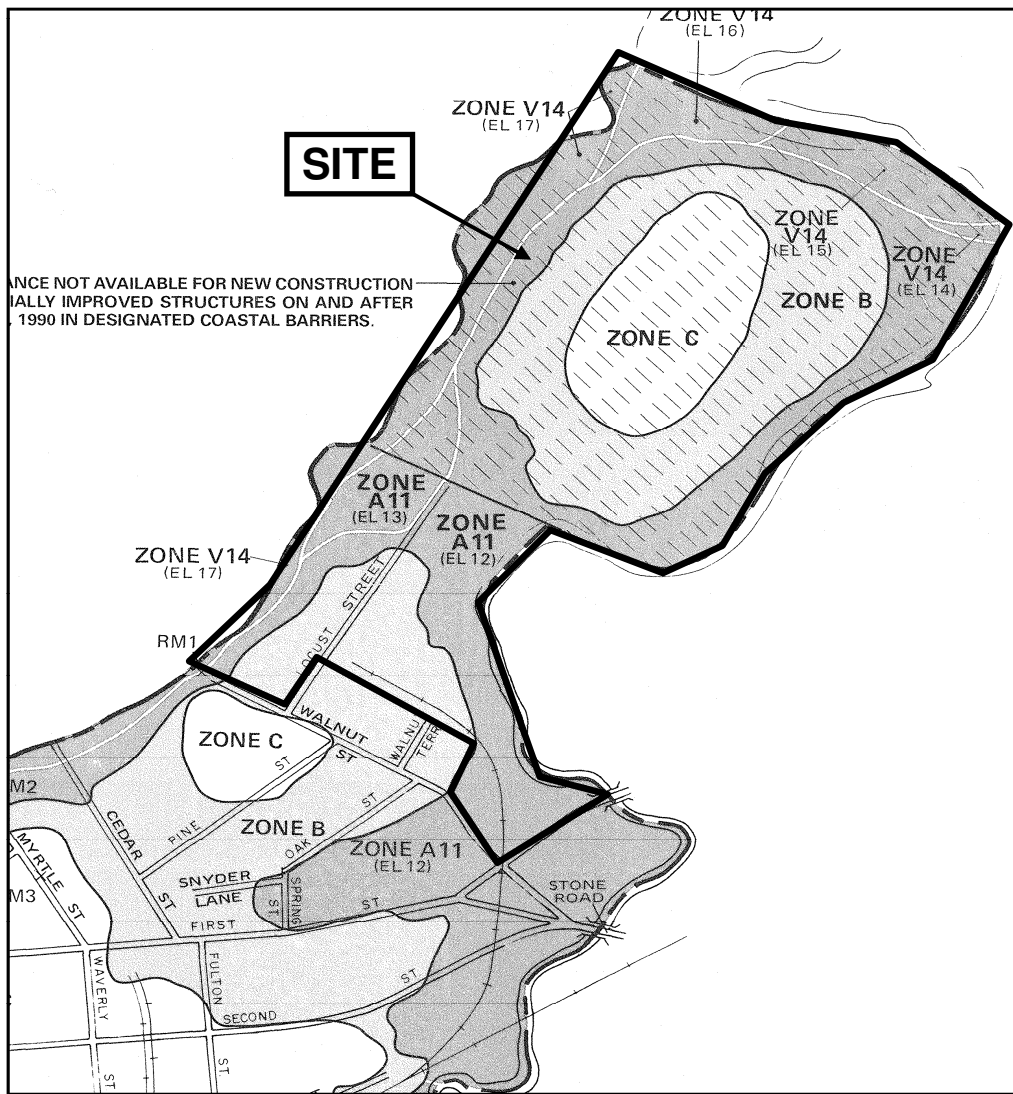 ZONE V14
(EL 16)
ZONE V14
(EL 17)
SITE
ZONE
V14
(EL 15)
ZONE
V14
(EL 14)
ANCE NOT AVAILABLE FOR NEW CONSTRUCTION
IALLY IMPROVED STRUCTURES ON AND AFTER
, 1990 IN DESIGNATED COASTAL BARRIERS.
ZONE B
ZONE C
ZONE
A11
(EL 13)
ZONE
A11
(EL 12)
ZONE V14
(EL 17)
RM1
OCUST STREET
WALNUT
ST
WALNU
TERR
ZONE C
PINE ST
M2
CEDAR
ST
ZONE B
OAK ST
ZONE A11
(EL 12)
MYRTLE ST
M3
SNYDER
LANE
SPRING
ST
FIRST ST
STONE
ROAD
WAVERLY
ST
FULTON
ST.
SECOND ST